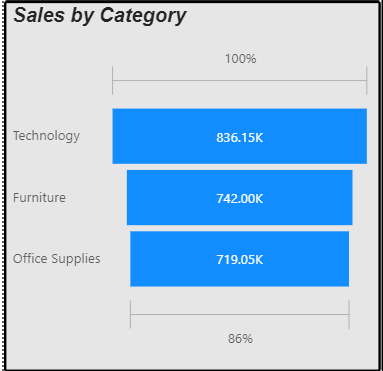 Sales by Category
100%
Technology 836.15K
Furniture 742.00K
Office Supplies 719.05K
86%